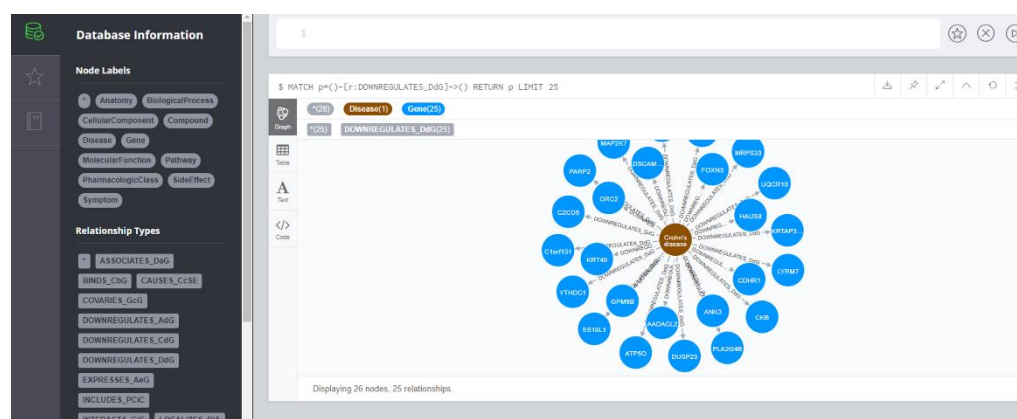 Database Information
Node Labels
*
Anatomy
BiologicalProcess
CellularComponent
Compound
Disease
Gene
MolecularFunction
Pathway
PharmacologicClass
SideEffect
Symptom
Relationship Types
*
ASSOCIATES_DaG
BINDS_CbG
CAUSES_CcSE
COVARIES_GcG
DOWNREGULATES_AdG
DOWNREGULATES_CdG
DOWNREGULATES_DdG
EXPRESSES_AeG
INCLUDES_PCiC
$
$ MATCH p=()-[r:DOWNREGULATES_DdG]->() RETURN p LIMIT 25
Graph
Table
A
Text
</>
Code
*(26)
Disease(1)
Gene(25)
*(25)
DOWNREGULATES_DdG(25)
MAP2K7
DSCAM...
FOXN3
MRPS33
PARP2
ORC2
UQCR10
C2CD5
HAUS8
KRTAP3...
Crohn's
disease
C1orf131
KRT40
CDHR1
LYRM7
YTHDC1
GPM6B
ANK3
CKB
SS18L1
AADACL2
ATP5O
DUSP23
PLA2G4B
DOWNREGULATES_DdG
Displaying 26 nodes, 25 relationships.